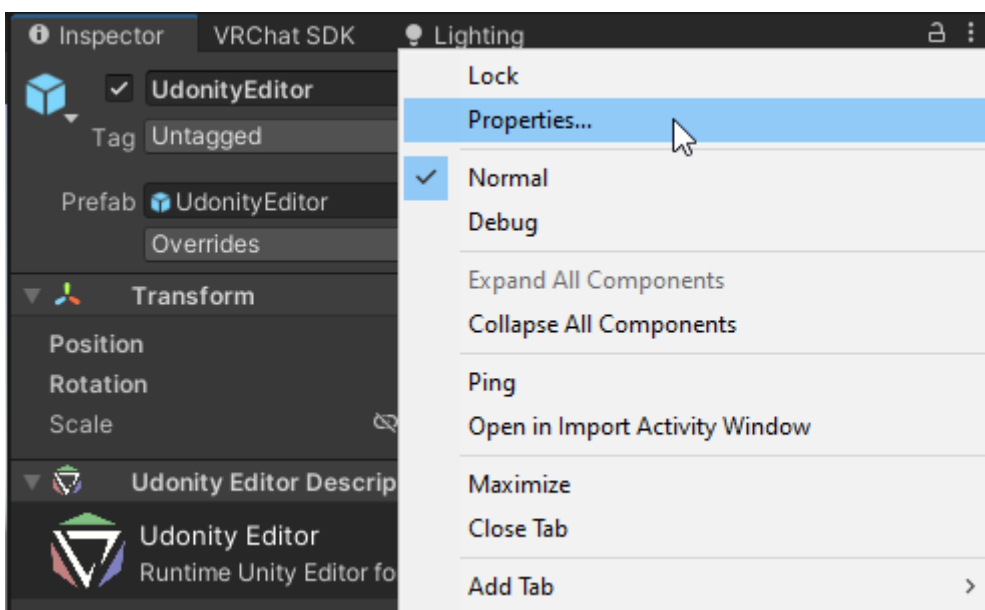 Inspector VRChat SDK Lighting
UdonityEditor
Tag Untagged
Prefab UdonityEditor
Overrides
Transform
Position
Rotation
Scale
Udonity Editor Descrip
Udonity Editor
Runtime Unity Editor fo
Lock
Properties...
Normal
Debug
Expand All Components
Collapse All Components
Ping
Open in Import Activity Window
Maximize
Close Tab
Add Tab